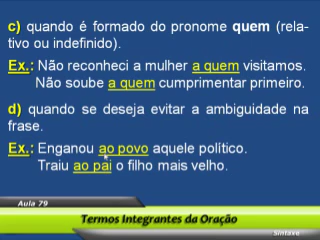 c) quando é formado do pronome quem (rela-
tivo ou indefinido).
Ex.: Não reconheci a mulher a quem visitamos.
Não soube a quem cumprimentar primeiro.
d) quando se deseja evitar a ambiguidade na
frase.
Ex.: Enganou ao povo aquele político.
Traiu ao pai o filho mais velho.
Aula 79
Termos Integrantes da Oração
Sintaxe